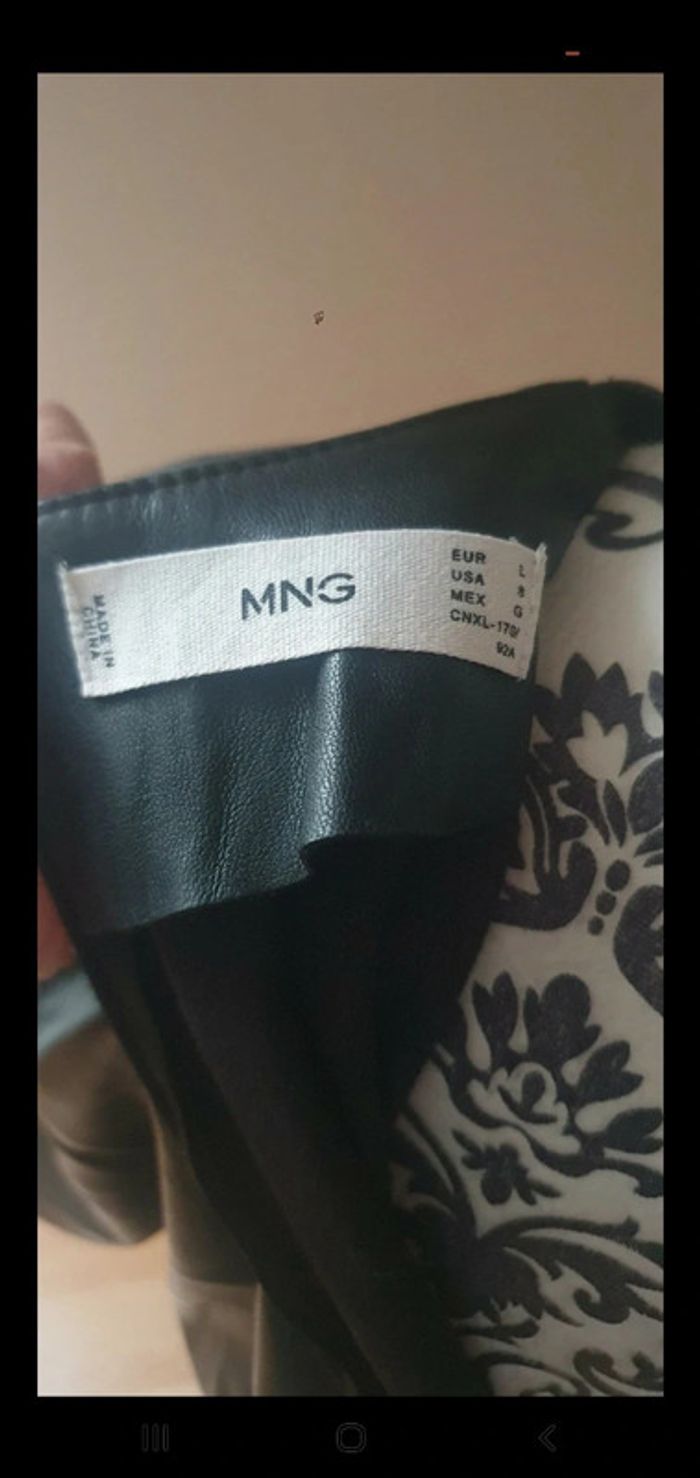 MADE IN
CHINA
MNG
EUR L
USA 8
MEX G
CNXL-170/
92A